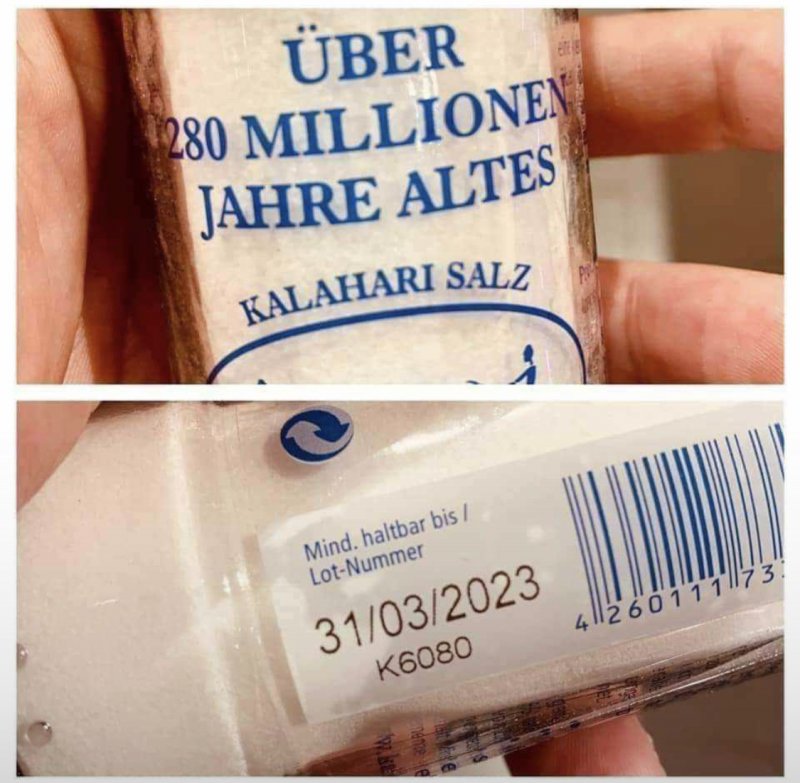 ÜBER
280 MILLIONEN
JAHRE ALTES
KALAHARI SALZ
Mind. haltbar bis /
Lot-Nummer
31/03/2023
K6080
4 260111 73